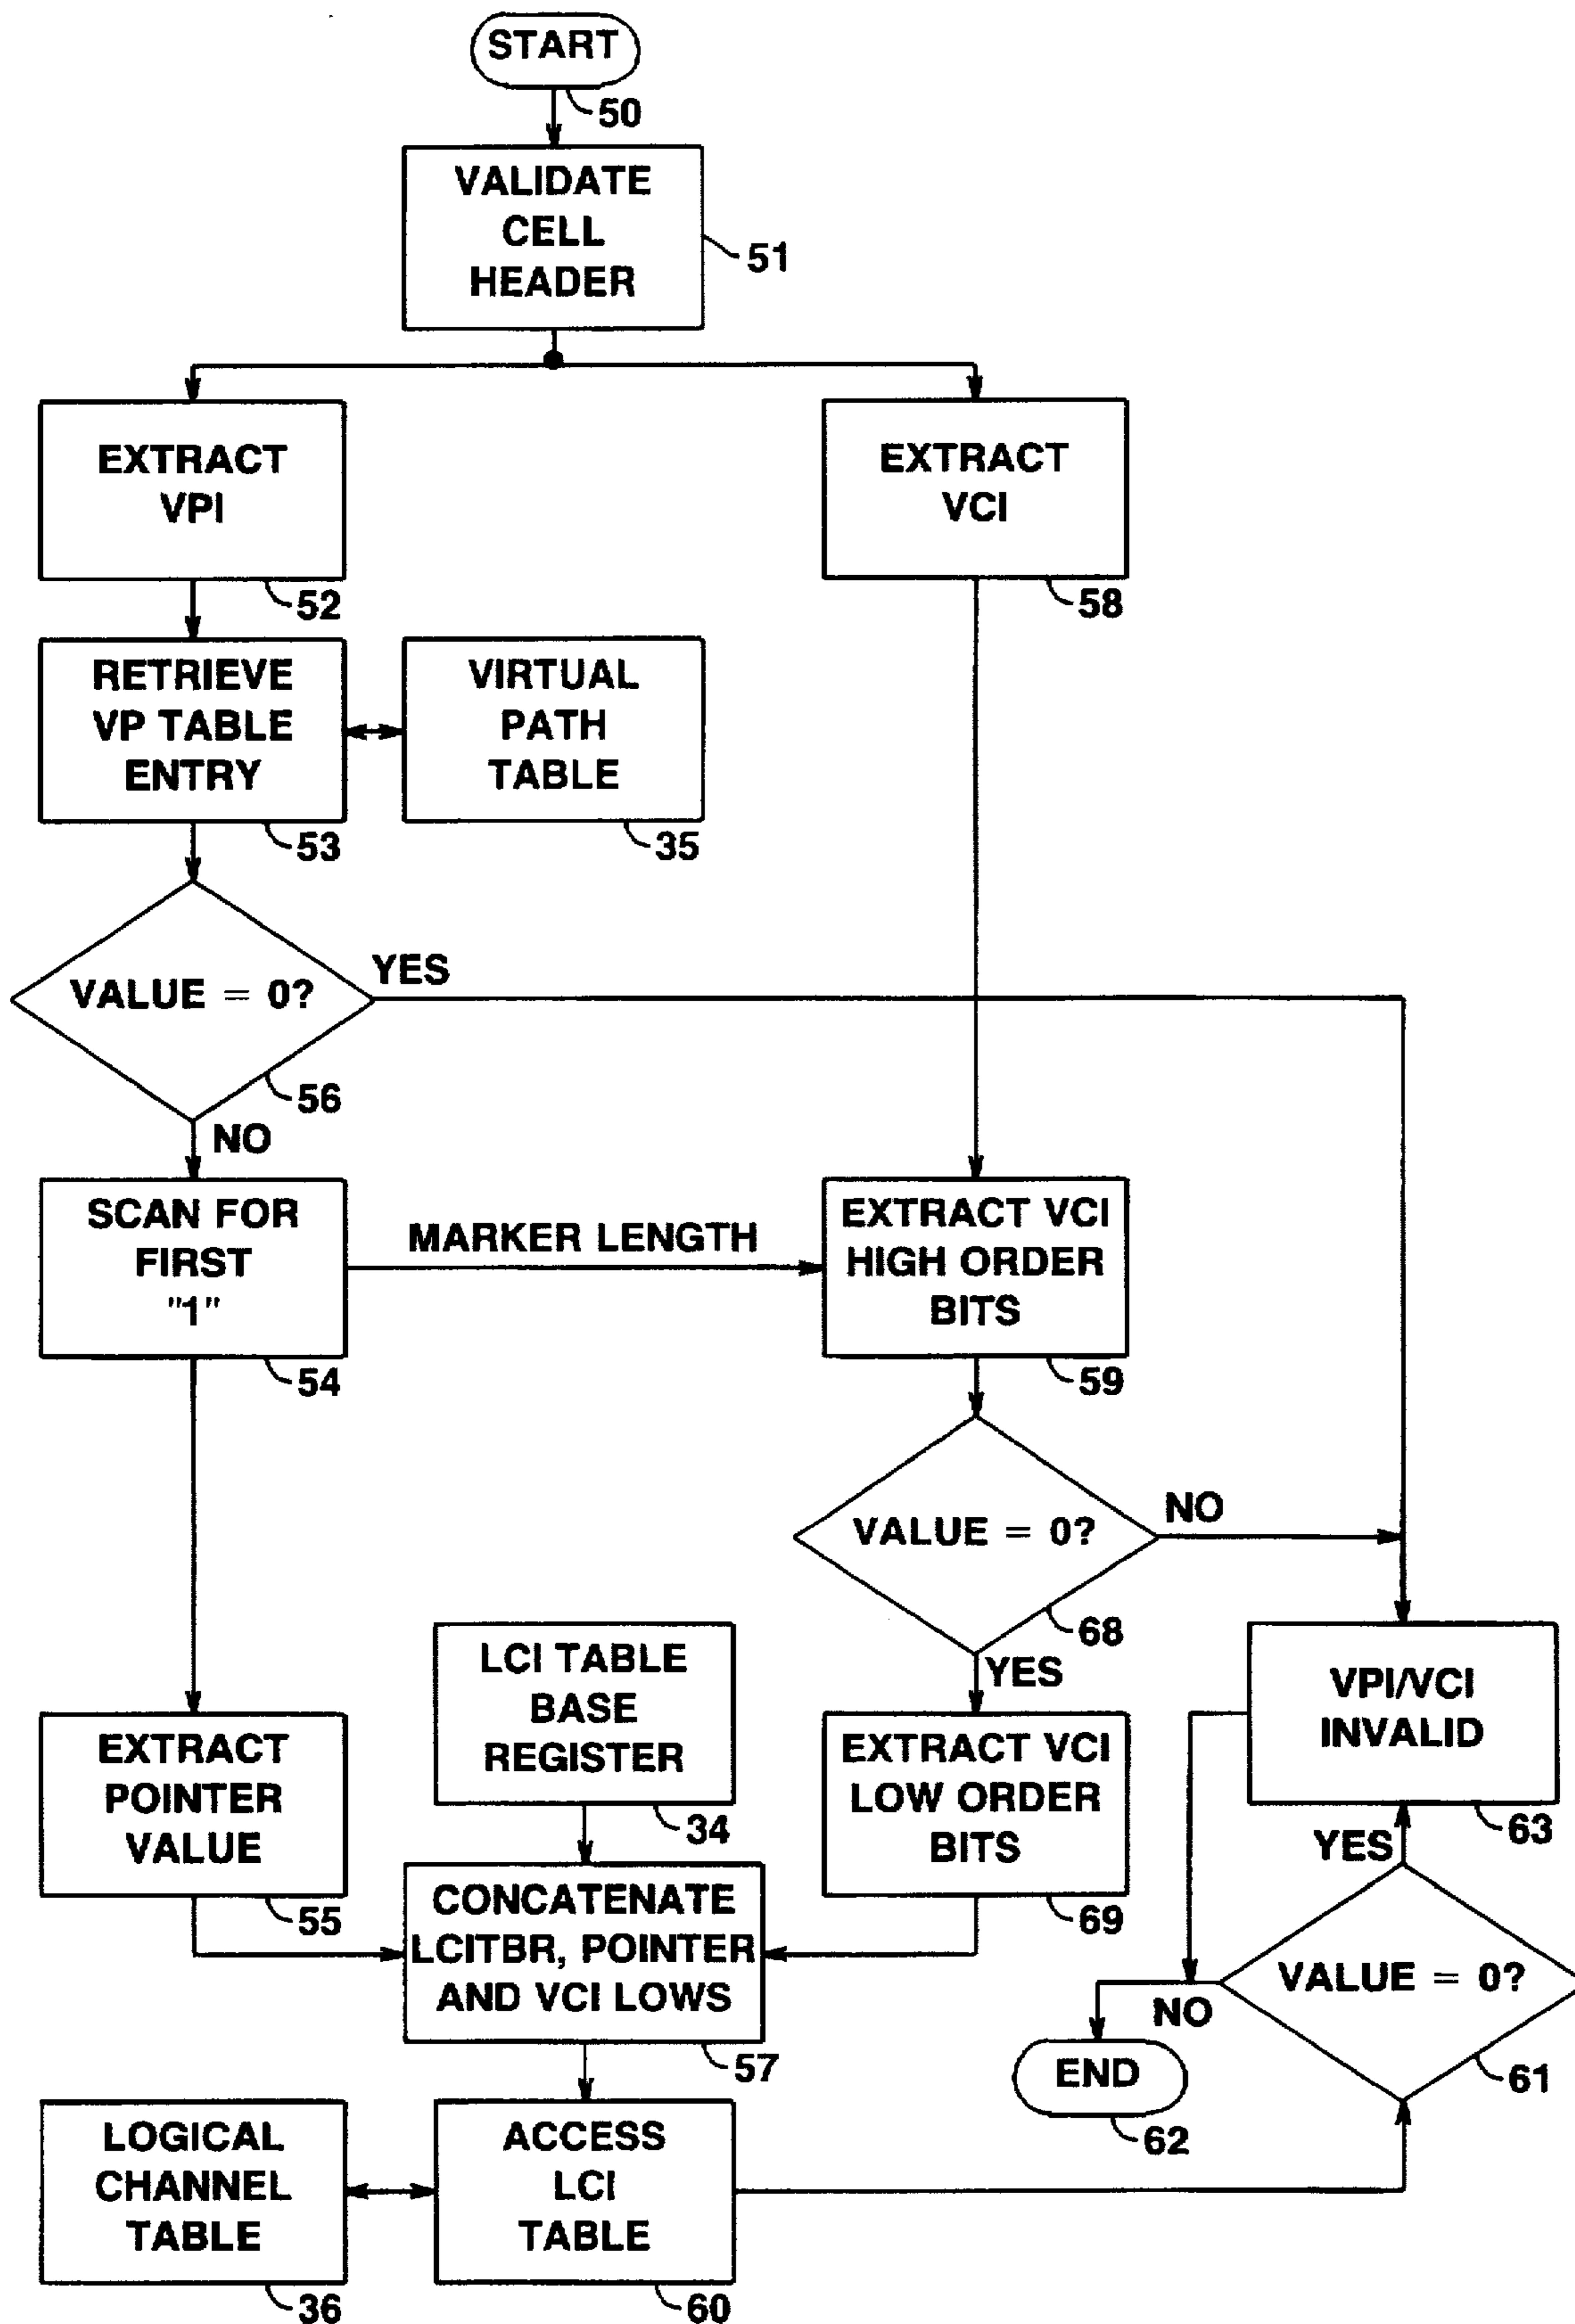 START
50
VALIDATE
CELL
HEADER
51
EXTRACT
VPI
52
EXTRACT
VCI
58
RETRIEVE
VP TABLE
ENTRY
53
VIRTUAL
PATH
TABLE
35
VALUE = 0?
YES
56
NO
SCAN FOR
FIRST
"1"
54
MARKER LENGTH
EXTRACT VCI
HIGH ORDER
BITS
59
VALUE = 0?
NO
68
YES
LCI TABLE
BASE
REGISTER
34
VPI/VCI
INVALID
63
EXTRACT
POINTER
VALUE
55
EXTRACT VCI
LOW ORDER
BITS
69
YES
CONCATENATE
LCITBR, POINTER
AND VCI LOWS
57
VALUE = 0?
NO
61
END
62
LOGICAL
CHANNEL
TABLE
36
ACCESS
LCI
TABLE
60